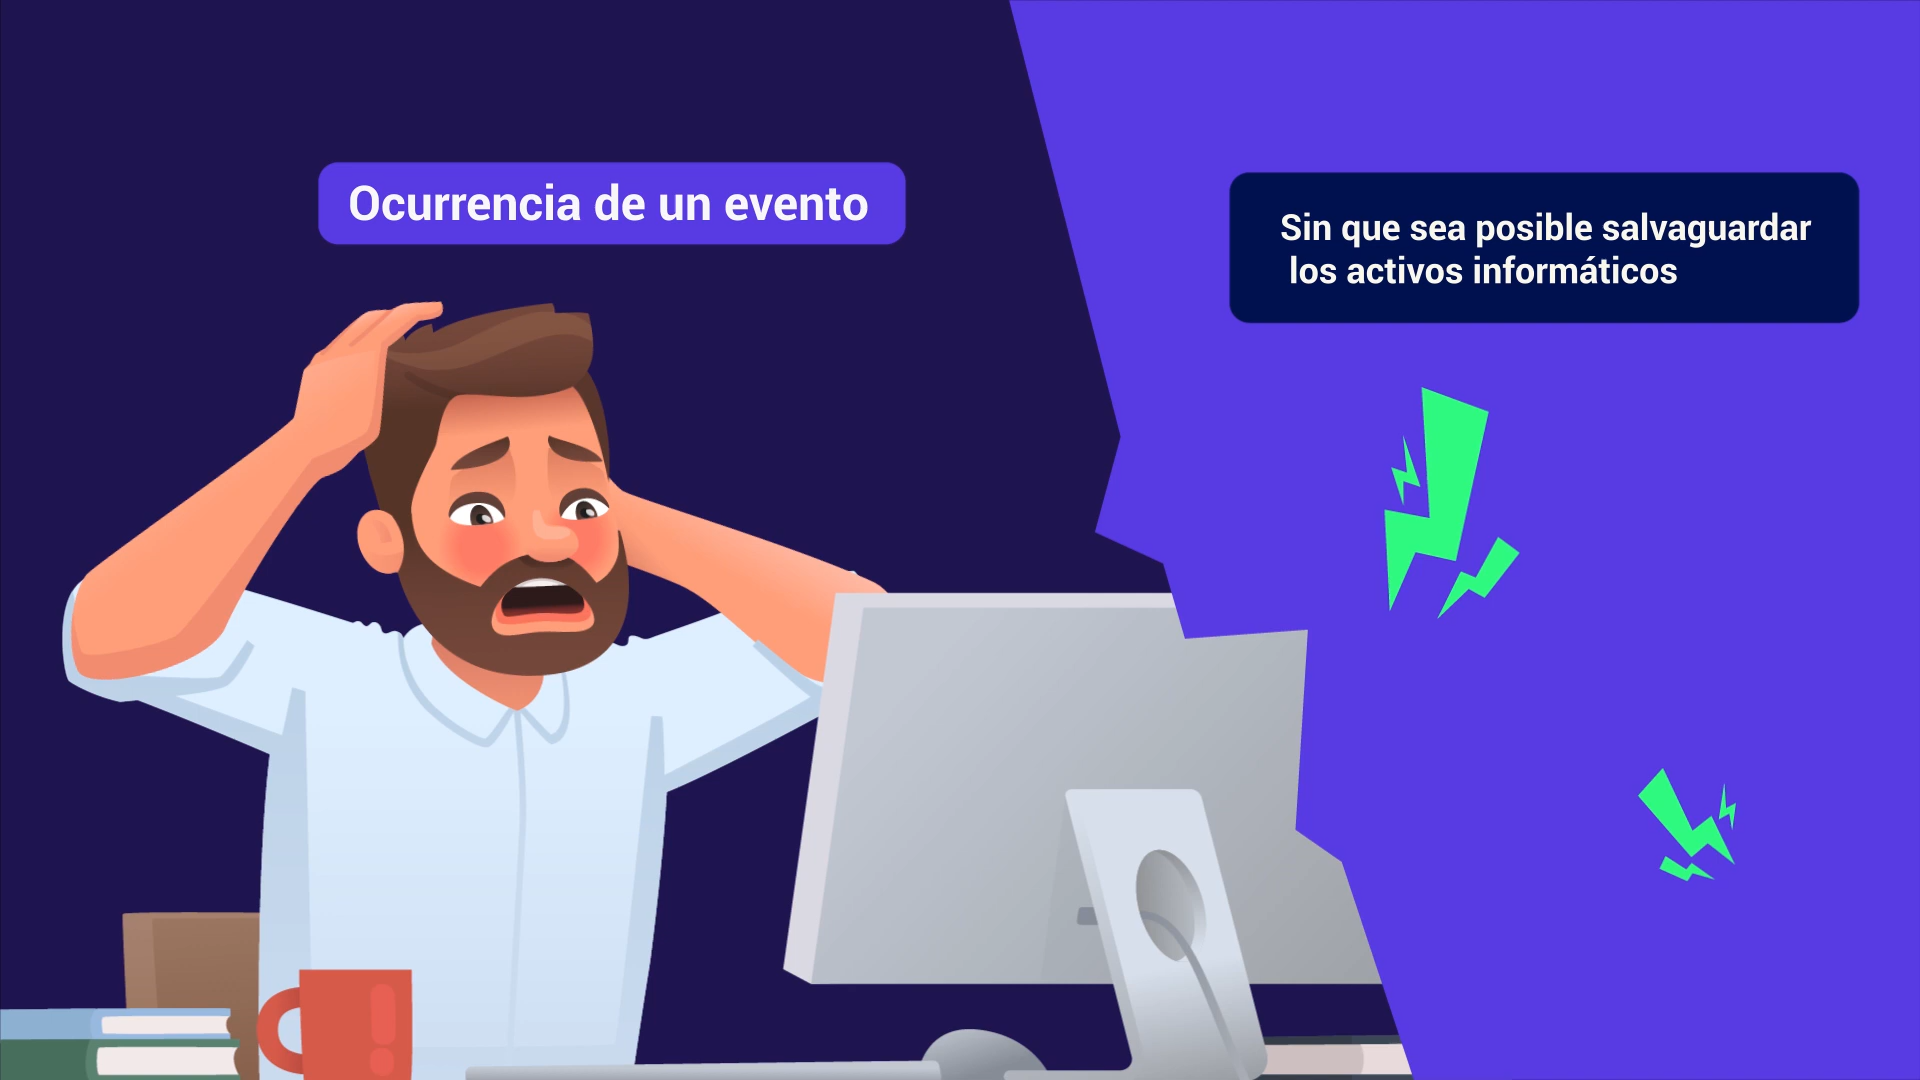 Ocurrencia de un evento
Sin que sea posible salvaguardar
los activos informáticos